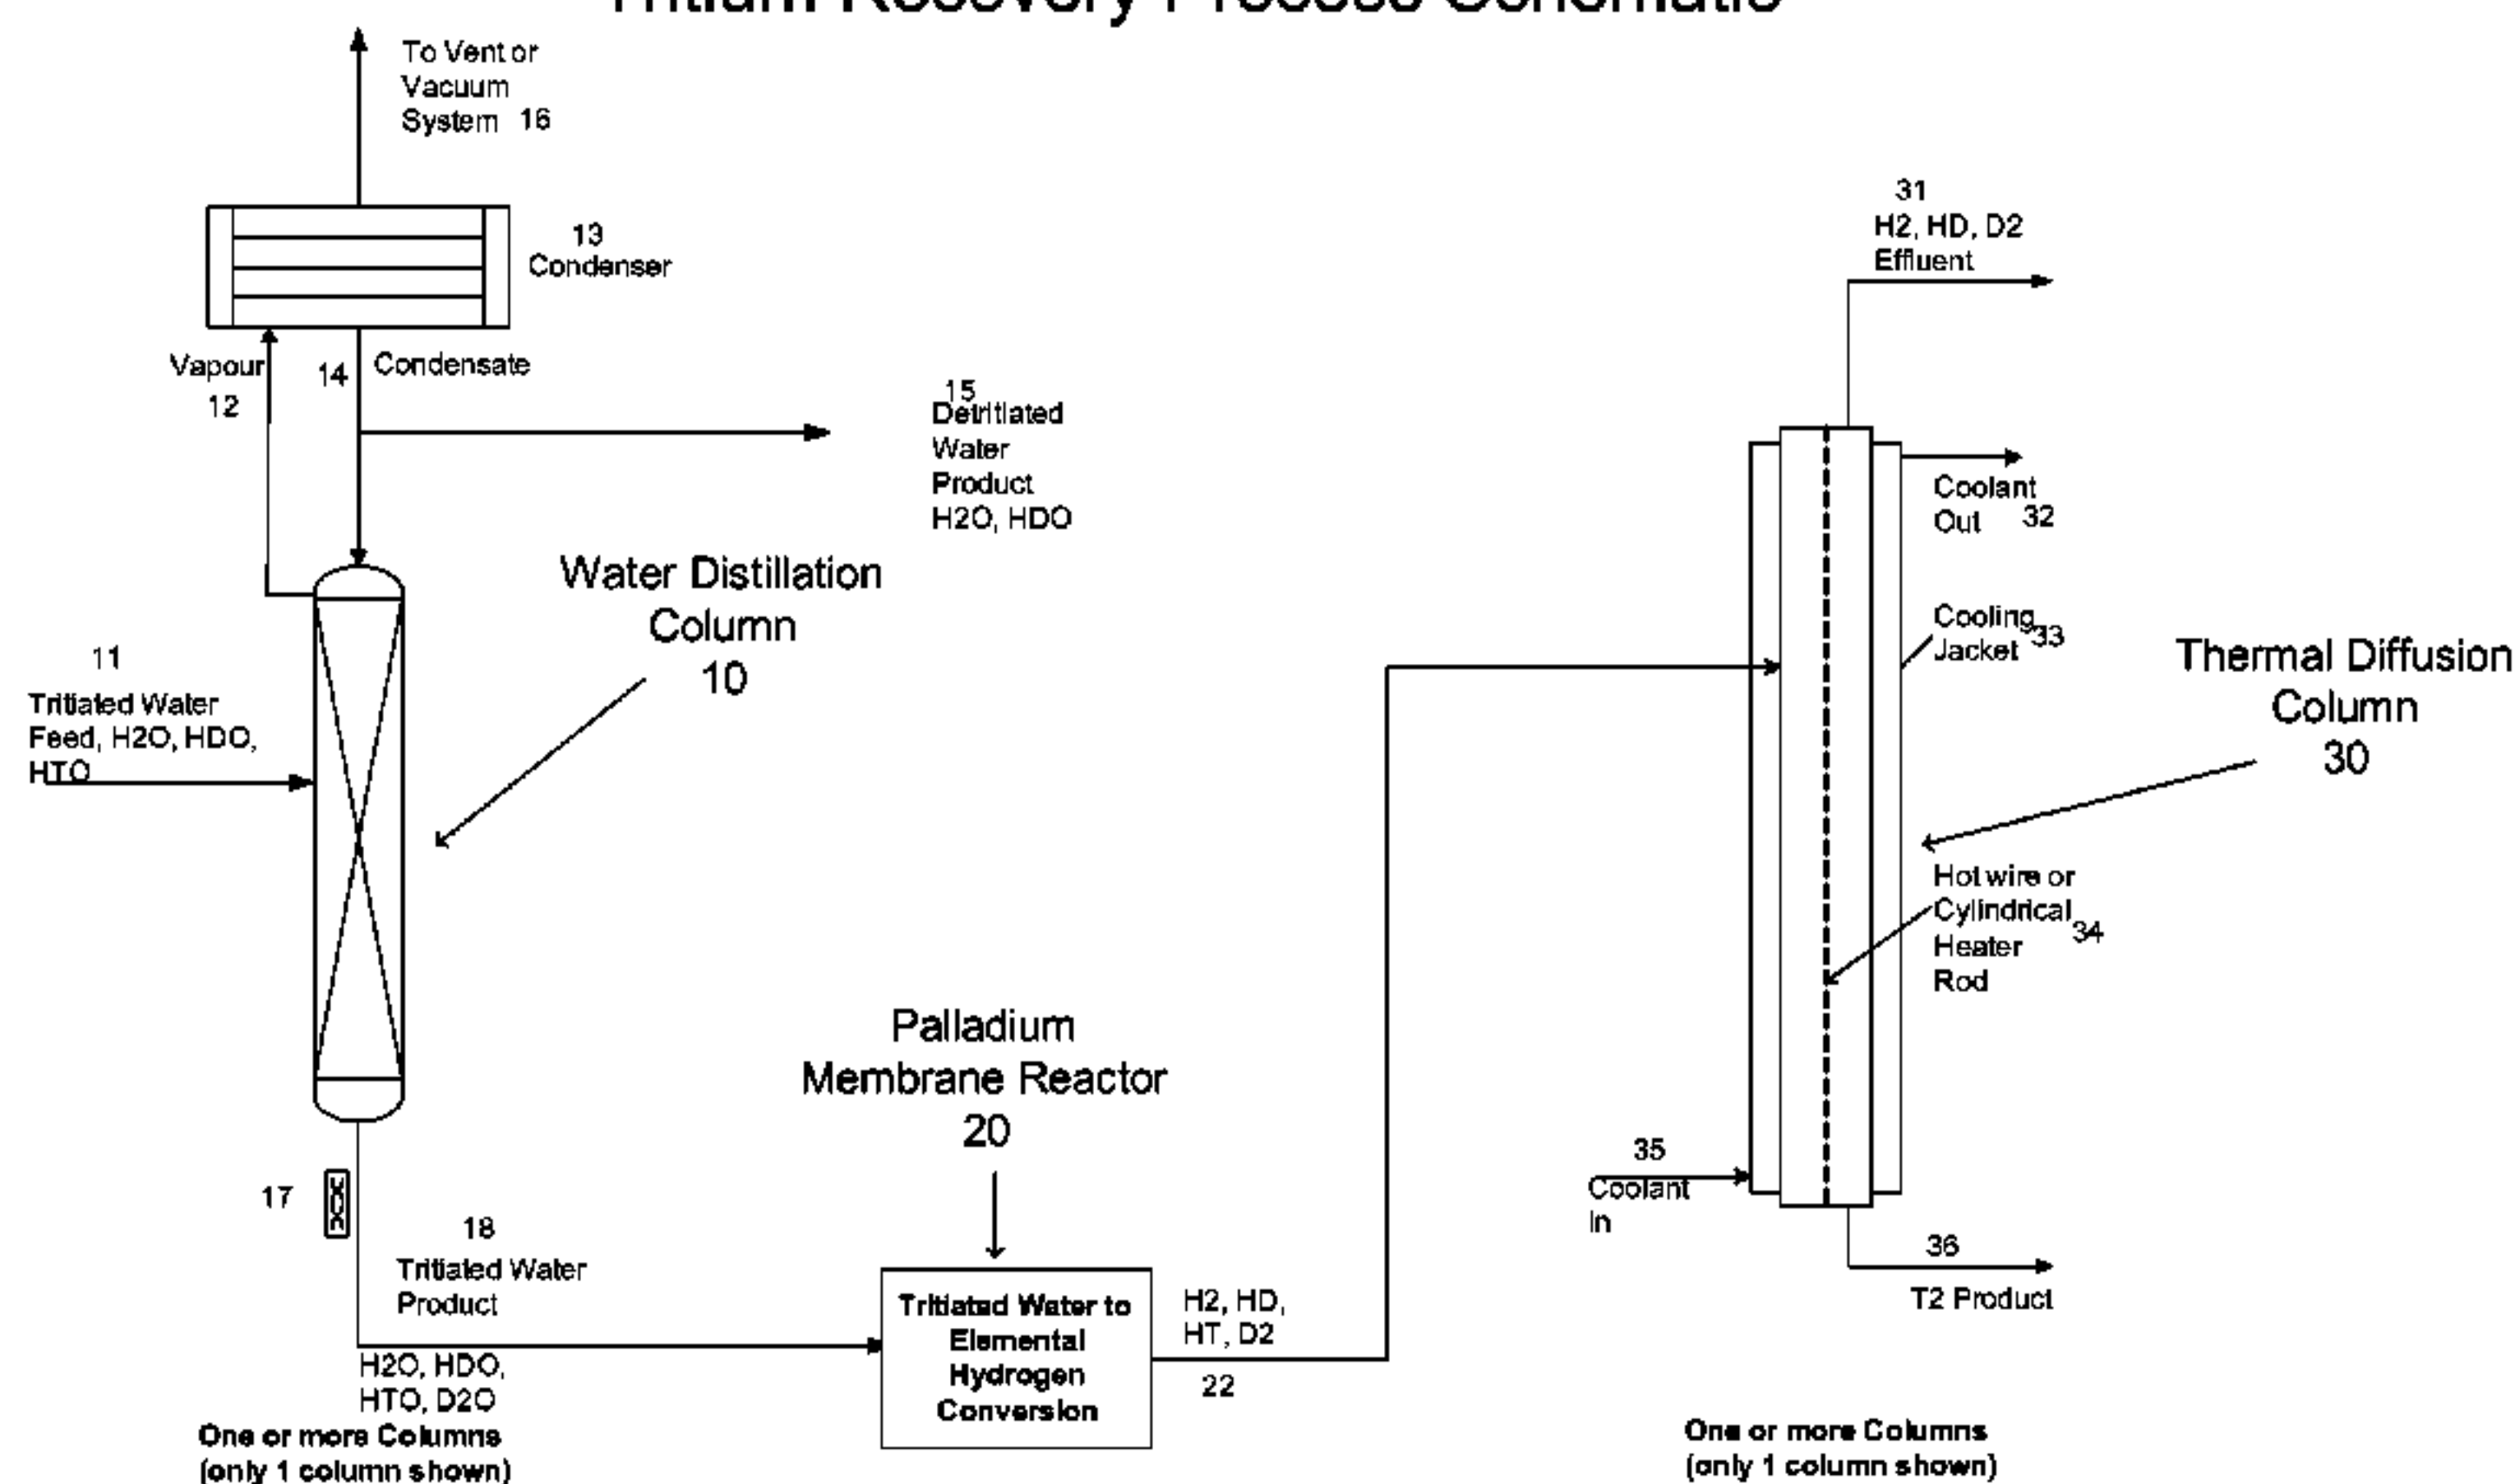 Tritium Recovery Process Schematic
To Vent or
Vacuum
System 16
13
Condenser
Vapour
12
14
Condensate
15
Detritiated
Water
Product
H2O, HDO
Water Distillation
Column
10
11
Tritiated Water
Feed, H2O, HDO,
HTO
17
18
Tritiated Water
Product
H2O, HDO,
HTO, D2O
One or more Columns
(only 1 column shown)
Palladium
Membrane Reactor
20
Tritiated Water to
Elemental
Hydrogen
Conversion
H2, HD,
HT, D2
22
31
H2, HD, D2
Effluent
Coolant
Out 32
Cooling
Jacket 33
Thermal Diffusion
Column
30
Hot wire or
Cylindrical 34
Heater
Rod
35
Coolant
In
36
T2 Product
One or more Columns
(only 1 column shown)